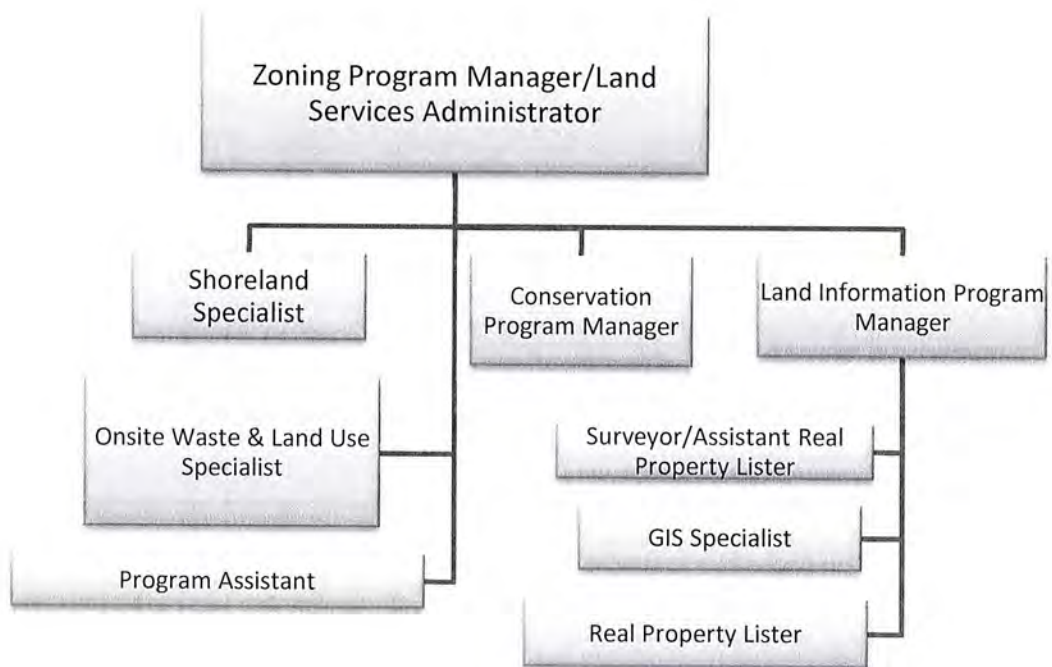 Zoning Program Manager/Land
Services Administrator
Shoreland
Specialist
Conservation
Program Manager
Land Information Program
Manager
Onsite Waste & Land Use
Specialist
Surveyor/Assistant Real
Property Lister
GIS Specialist
Program Assistant
Real Property Lister